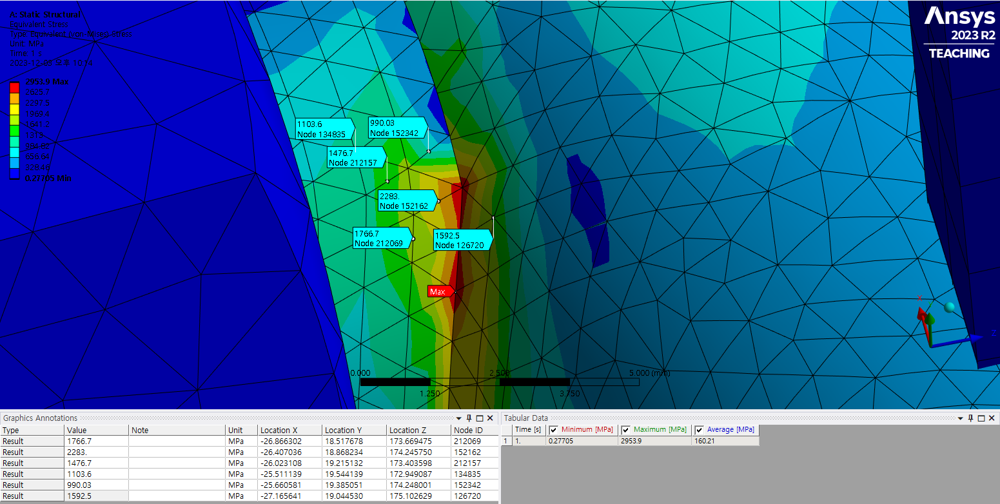 A: Static Structural
Equivalent Stress
Type: Equivalent (von-Mises) Stress
Unit: MPa
Time: 1 s
Ansys
2023 R2
TEACHING
2953.9 Max
2625.7
1641.2
984.82
656.64
0.27705 Min
1103.6
Node 134835
990.03
Node 152342
1476.7
Node 212157
2283.
Node 152162
1766.7
Node 212069
1592.5
Node 126720
Max
Z
0.000 2.500 5.000 (mm)
1.250 3.750
Graphics Annotations
Type Value Note Unit Location X Location Y Location Z Node ID
Result 1766.7 MPa -26.866302 18.517678 173.669475 212069
Result 2283. MPa -26.407036 18.868234 174.245750 152162
Result 1476.7 MPa -26.023108 19.215132 173.403598 212157
Result 1103.6 MPa -25.511139 19.544139 172.949087 134835
Result 990.03 MPa -25.660581 19.385051 174.248001 152342
Result 1592.5 MPa -27.165641 19.044530 175.102629 126720
Tabular Data
Time [s] Minimum [MPa] Maximum [MPa] Average [MPa]
1 1. 0.27705 2953.9 160.21